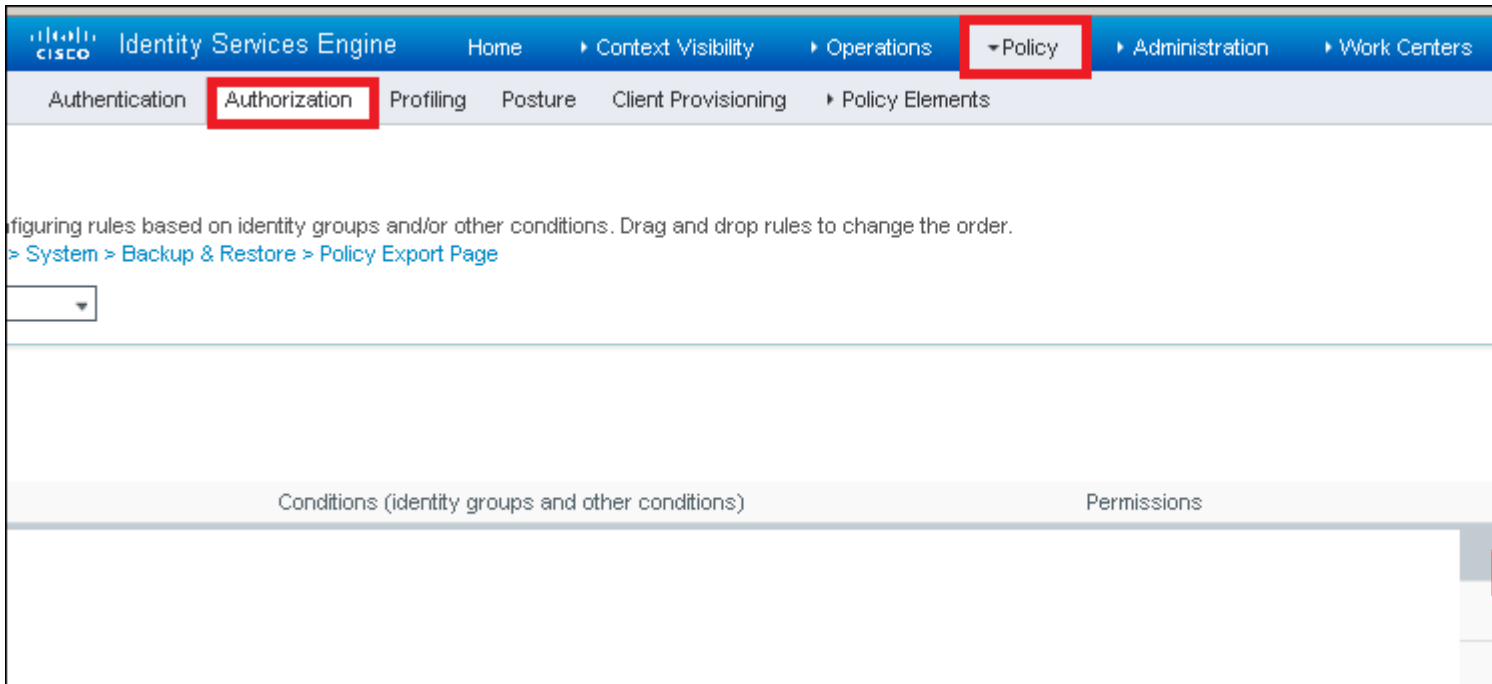 CISCO Identity Services Engine Home Context Visibility Operations Policy Administration Work Centers
Authentication Authorization Profiling Posture Client Provisioning Policy Elements
figuring rules based on identity groups and/or other conditions. Drag and drop rules to change the order.
> System > Backup & Restore > Policy Export Page
Conditions (identity groups and other conditions) Permissions